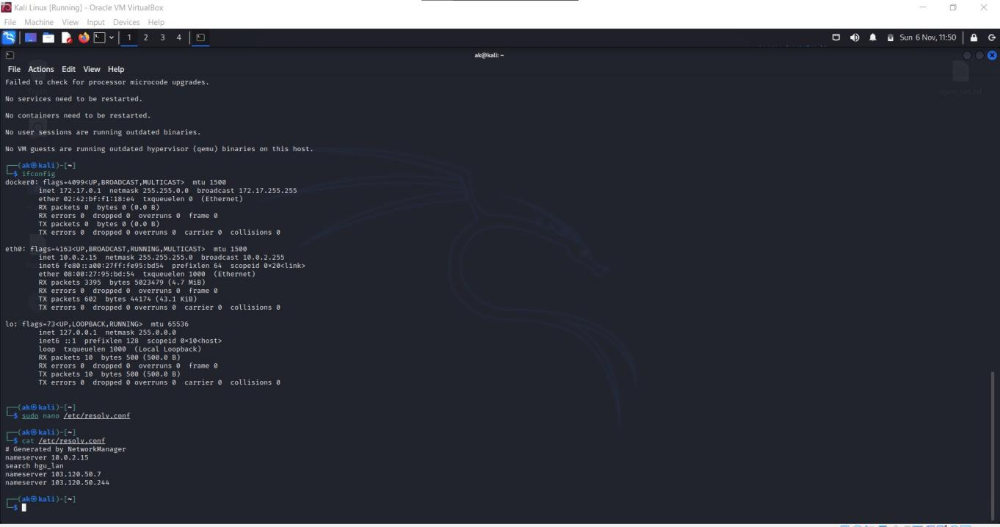 Kali Linux [Running] - Oracle VM VirtualBox
File Machine View Input Devices Help
1 2 3 4
Sun 6 Nov, 11:50
ak@kali: ~
File Actions Edit View Help
open_vas.txt
Failed to check for processor microcode upgrades.
No services need to be restarted.
No containers need to be restarted.
No user sessions are running outdated binaries.
No VM guests are running outdated hypervisor (qemu) binaries on this host.
┌──(ak㉿kali)-[~]
└─$ ifconfig
docker0: flags=4099<UP,BROADCAST,MULTICAST>  mtu 1500
inet 172.17.0.1  netmask 255.255.0.0  broadcast 172.17.255.255
ether 02:42:bf:f1:18:e4  txqueuelen 0  (Ethernet)
RX packets 0  bytes 0 (0.0 B)
RX errors 0  dropped 0  overruns 0  frame 0
TX packets 0  bytes 0 (0.0 B)
TX errors 0  dropped 0 overruns 0  carrier 0  collisions 0
eth0: flags=4163<UP,BROADCAST,RUNNING,MULTICAST>  mtu 1500
inet 10.0.2.15  netmask 255.255.255.0  broadcast 10.0.2.255
inet6 fe80::a00:27ff:fe95:bd54  prefixlen 64  scopeid 0×20<link>
ether 08:00:27:95:bd:54  txqueuelen 1000  (Ethernet)
RX packets 3395  bytes 5023479 (4.7 MiB)
RX errors 0  dropped 0  overruns 0  frame 0
TX packets 602  bytes 44174 (43.1 KiB)
TX errors 0  dropped 0 overruns 0  carrier 0  collisions 0
lo: flags=73<UP,LOOPBACK,RUNNING>  mtu 65536
inet 127.0.0.1  netmask 255.0.0.0
inet6 ::1  prefixlen 128  scopeid 0×10<host>
loop  txqueuelen 1000  (Local Loopback)
RX packets 10  bytes 500 (500.0 B)
RX errors 0  dropped 0  overruns 0  frame 0
TX packets 10  bytes 500 (500.0 B)
TX errors 0  dropped 0 overruns 0  carrier 0  collisions 0
┌──(ak㉿kali)-[~]
└─$ sudo nano /etc/resolv.conf
┌──(ak㉿kali)-[~]
└─$ cat /etc/resolv.conf
# Generated by NetworkManager
nameserver 10.0.2.15
search hgu_lan
nameserver 103.120.50.7
nameserver 103.120.50.244
┌──(ak㉿kali)-[~]
└─$